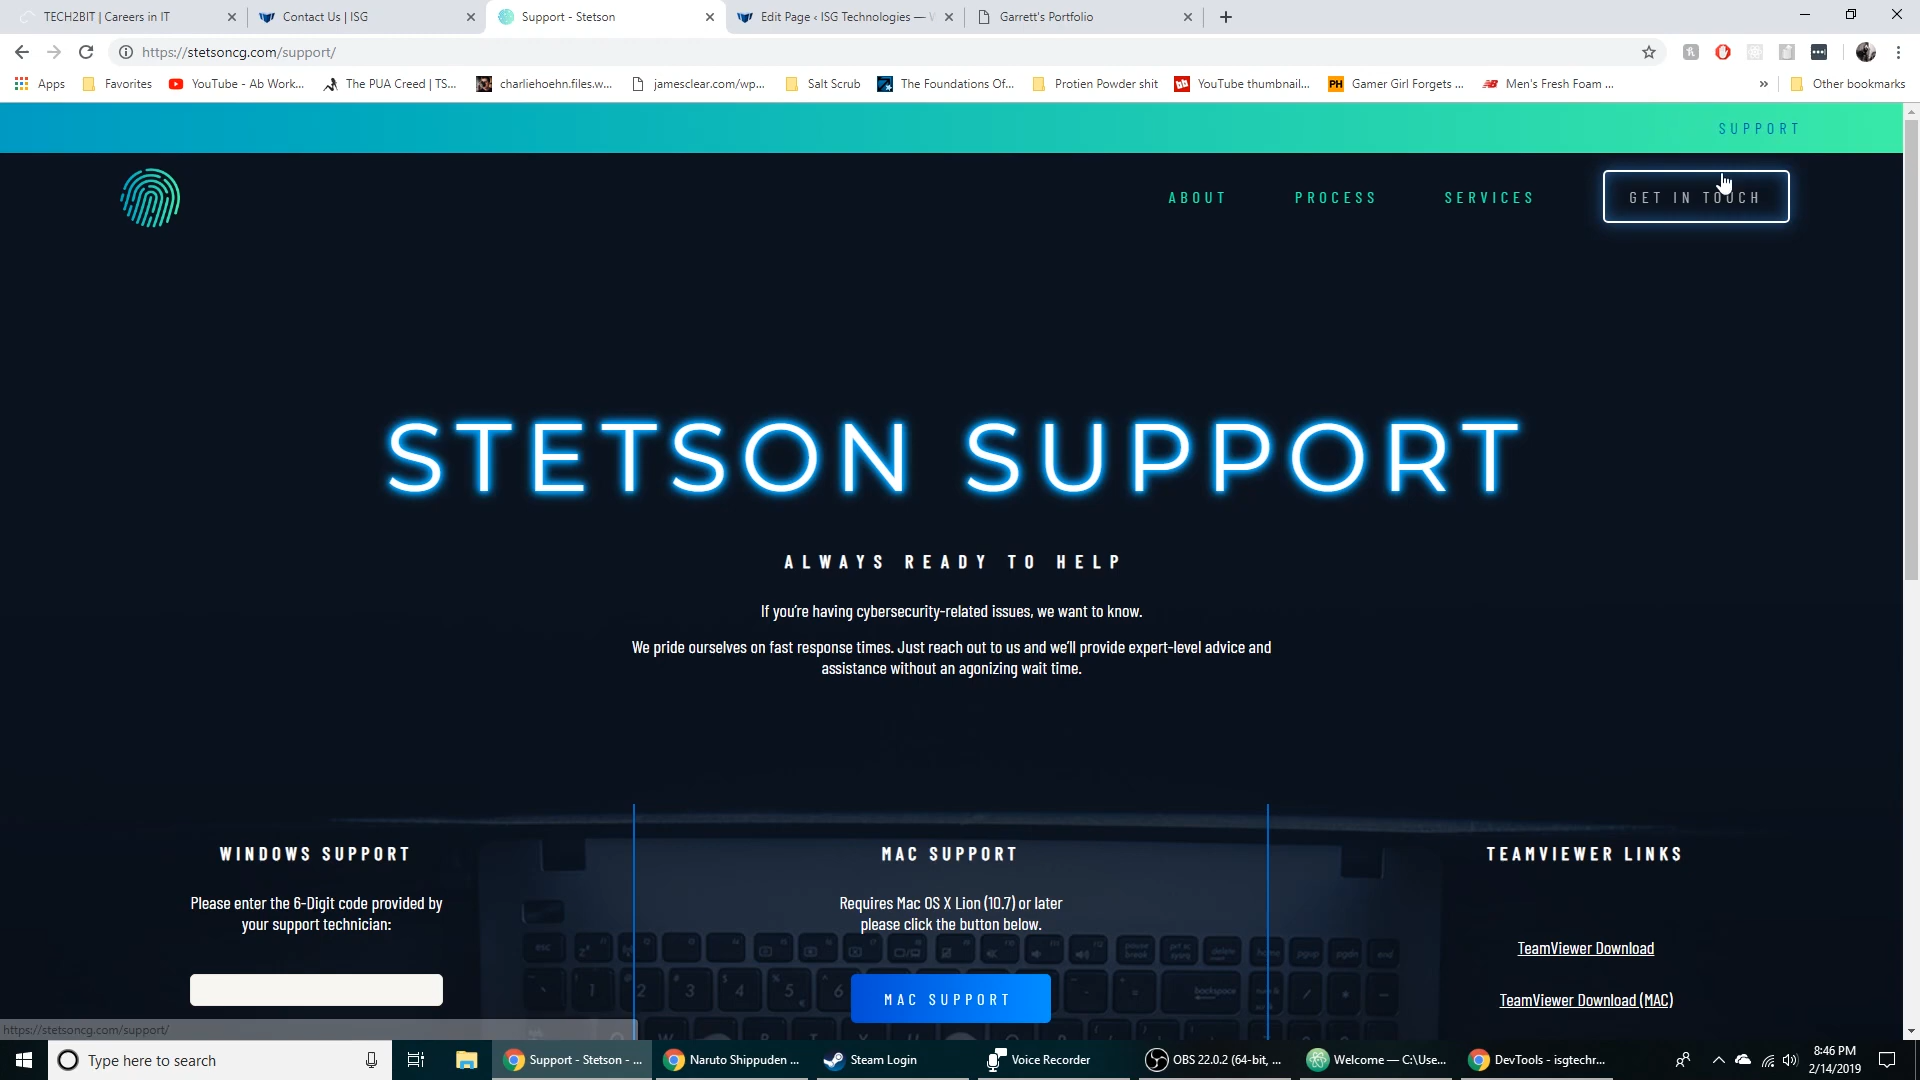 TECH2BIT | Careers in IT
Contact Us | ISG
Support - Stetson
Edit Page ‹ ISG Technologies — W
Garrett's Portfolio
https://stetsoncg.com/support/
Apps
Favorites
YouTube - Ab Work...
The PUA Creed | TS...
charliehoehn.files.w...
jamesclear.com/wp...
Salt Scrub
The Foundations Of...
Protien Powder shit
YouTube thumbnail...
PH
Gamer Girl Forgets ...
Men's Fresh Foam ...
»
Other bookmarks
SUPPORT
ABOUT
PROCESS
SERVICES
GET IN TOUCH
STETSON SUPPORT
ALWAYS READY TO HELP
If you're having cybersecurity-related issues, we want to know.
We pride ourselves on fast response times. Just reach out to us and we'll provide expert-level advice and
assistance without an agonizing wait time.
WINDOWS SUPPORT
Please enter the 6-Digit code provided by
your support technician:
MAC SUPPORT
Requires Mac OS X Lion (10.7) or later
please click the button below.
MAC SUPPORT
TEAMVIEWER LINKS
TeamViewer Download
TeamViewer Download (MAC)
https://stetsoncg.com/support/
Type here to search
Support - Stetson - ...
Naruto Shippuden ...
Steam Login
Voice Recorder
OBS 22.0.2 (64-bit, ...
Welcome — C:\Use...
DevTools - isgtechr...
8:46 PM
2/14/2019